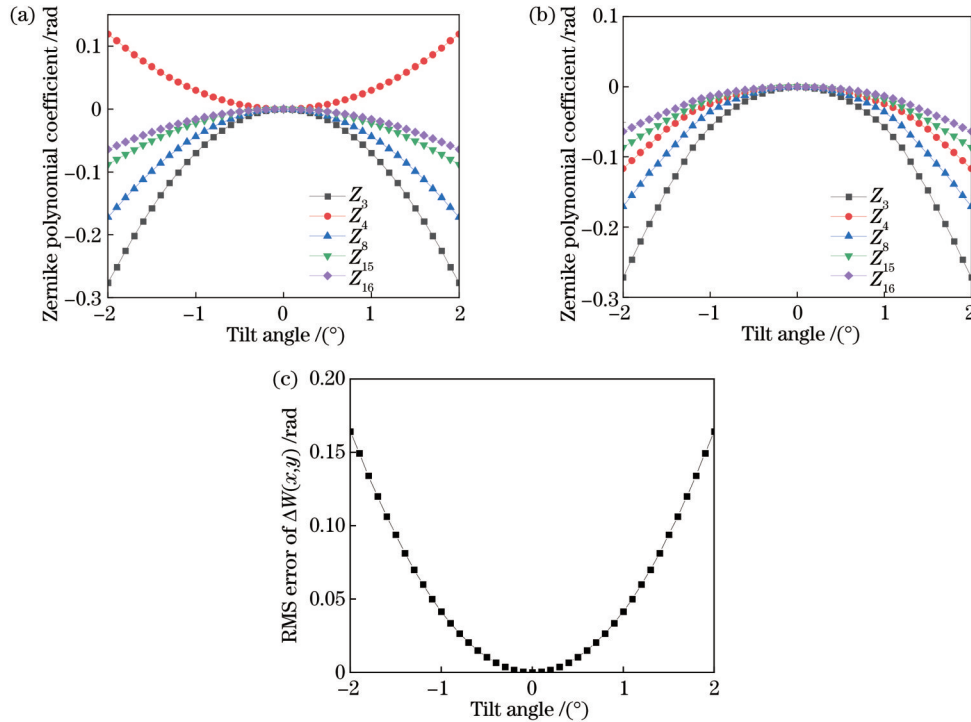 (a)
Zernike polynomial coefficient /rad
0.1
0
−0.1
−0.2
−0.3
−2
−1
0
1
2
Tilt angle /(°)
Z3
Z4
Z8
Z15
Z16
(b)
Zernike polynomial coefficient /rad
0.1
0
−0.1
−0.2
−0.3
−2
−1
0
1
2
Tilt angle /(°)
Z3
Z4
Z8
Z15
Z16
(c)
RMS error of ΔW(x,y) /rad
0.20
0.15
0.10
0.05
0
−2
−1
0
1
2
Tilt angle /(°)